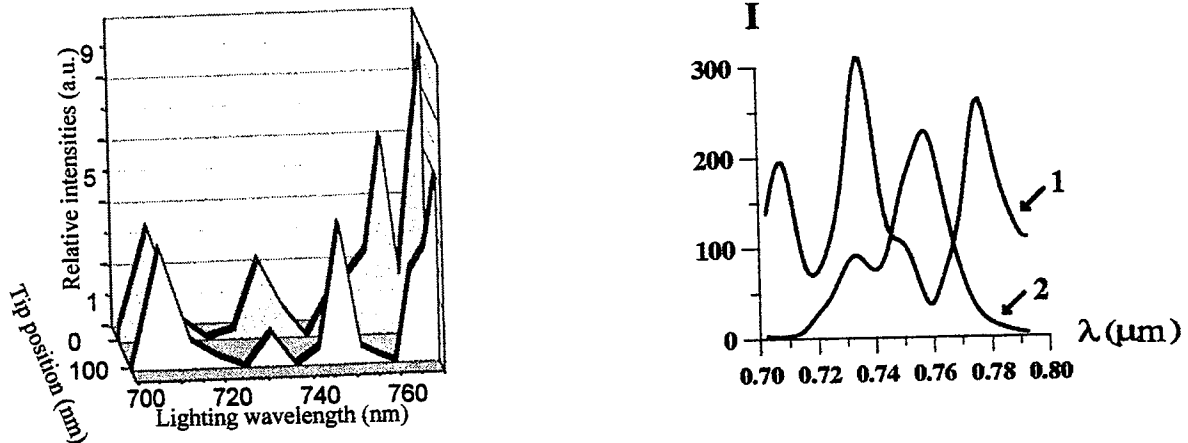 Relative intensities (a.u.)
9
5
1
0
100
Tip position (nm)
700 720 740 760
Lighting wavelength (nm)
I
300
200
100
0
1
2
λ (μm)
0.70 0.72 0.74 0.76 0.78 0.80